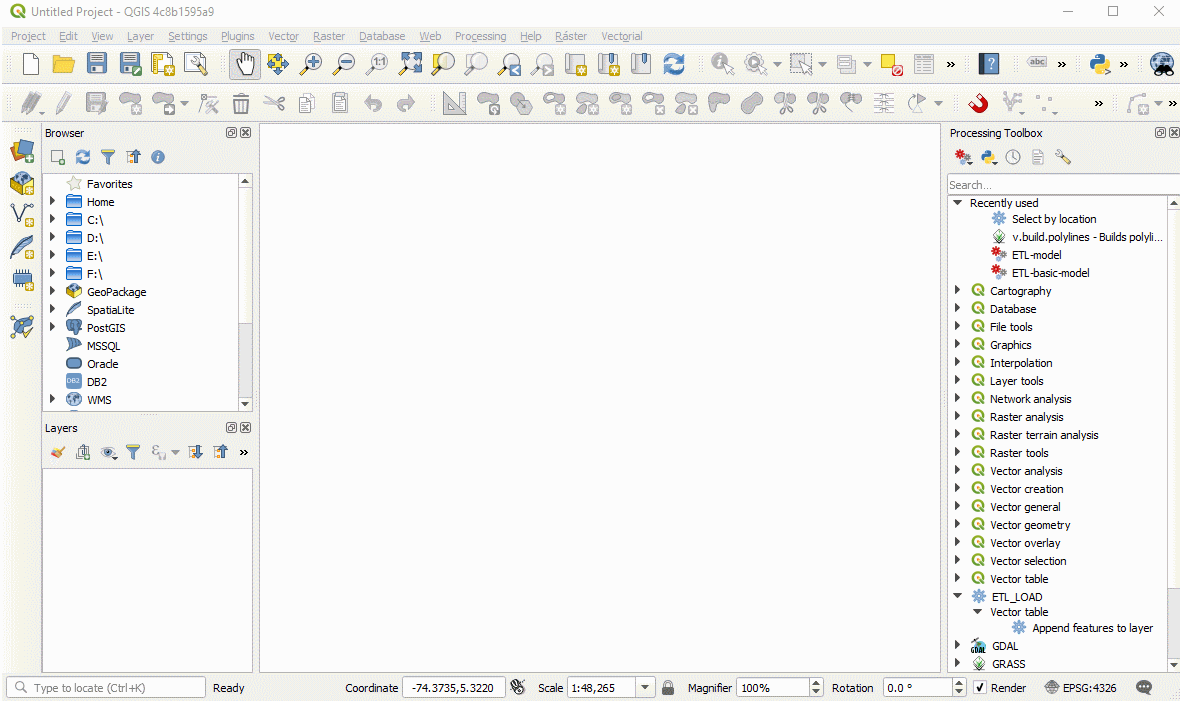 Untitled Project - QGIS 4c8b1595a9
Project Edit View Layer Settings Plugins Vector Raster Database Web Processing Help Ráster Vectorial
1:1 ? abc »
Browser
Favorites
Home
C:\
D:\
E:\
F:\
GeoPackage
SpatiaLite
PostGIS
MSSQL
Oracle
DB2 DB2
WMS
Layers
Processing Toolbox
Search...
Recently used
Select by location
v.build.polylines - Builds polyli...
ETL-model
ETL-basic-model
Cartography
Database
File tools
Graphics
Interpolation
Layer tools
Network analysis
Raster analysis
Raster terrain analysis
Raster tools
Vector analysis
Vector creation
Vector general
Vector geometry
Vector overlay
Vector selection
Vector table
ETL_LOAD
Vector table
Append features to layer
GDAL GDAL
GRASS
Type to locate (Ctrl+K) Ready Coordinate -74.3735,5.3220 Scale 1:48,265 Magnifier 100% Rotation 0.0 ° Render EPSG:4326